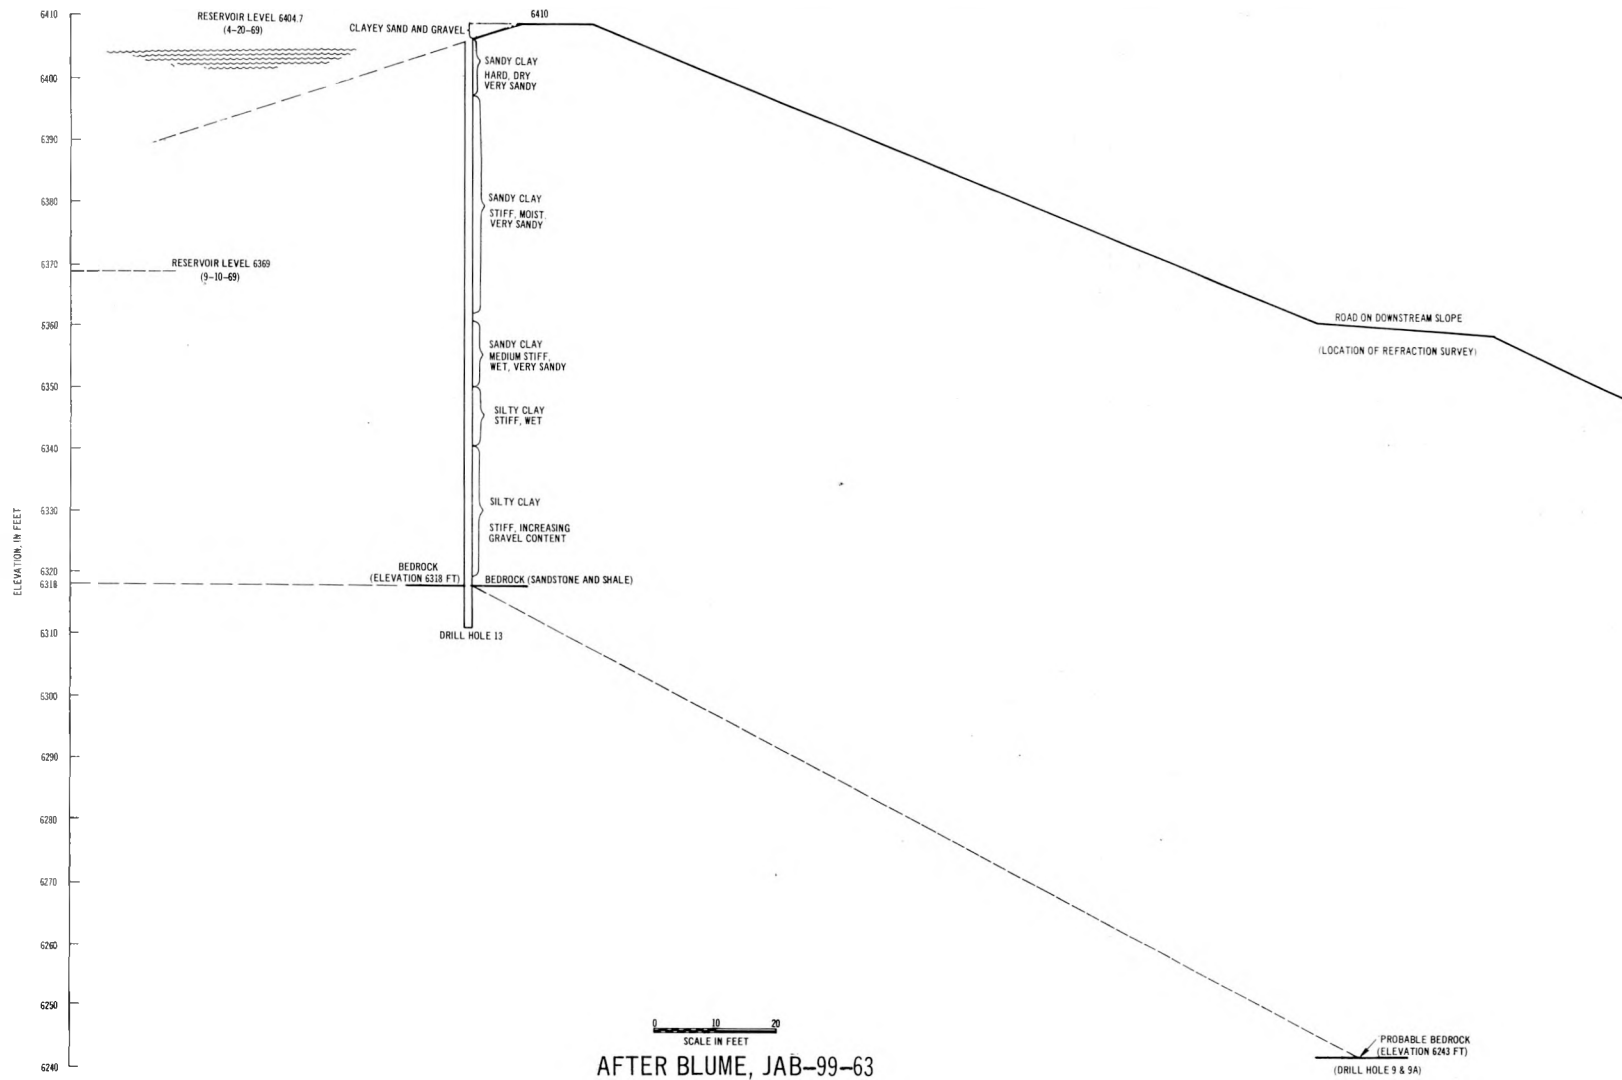 6410
RESERVOIR LEVEL 6404.7
(4-20-69)
6410
CLAYEY SAND AND GRAVEL
SANDY CLAY
HARD, DRY
VERY SANDY
6400
6390
SANDY CLAY
STIFF, MOIST,
VERY SANDY
6380
6370
RESERVOIR LEVEL 6369
(9-10-69)
6360
ROAD ON DOWNSTREAM SLOPE
(LOCATION OF REFRACTION SURVEY)
SANDY CLAY
MEDIUM STIFF,
WET, VERY SANDY
6350
SILTY CLAY
STIFF, WET
6340
SILTY CLAY
STIFF, INCREASING
GRAVEL CONTENT
6330
ELEVATION, IN FEET
6320
6318
BEDROCK
(ELEVATION 6318 FT)
BEDROCK (SANDSTONE AND SHALE)
6310
DRILL HOLE 13
6300
6290
6280
6270
6260
6250
6240
0 10 20
SCALE IN FEET
PROBABLE BEDROCK
(ELEVATION 6243 FT)
(DRILL HOLE 9 & 9A)
AFTER BLUME, JAB-99-63